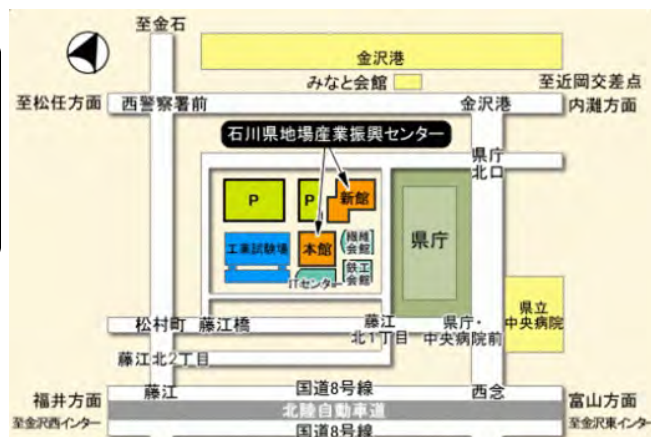 至金石
金沢港
みなと会館
至近岡交差点
至松任方面
西警察署前
金沢港
内灘方面
石川県地場産業振興センター
県庁
北口
P
P
新館
工業試験場
本館
繊維
会館
県庁
ITセンター
鉄工
会館
県立
中央病院
松村町
藤江橋
藤江
北1丁目
県庁・
中央病院前
藤江北2丁目
福井方面
藤江
国道8号線
西念
富山方面
至金沢西インター
北陸自動車道
至金沢東インター
国道8号線